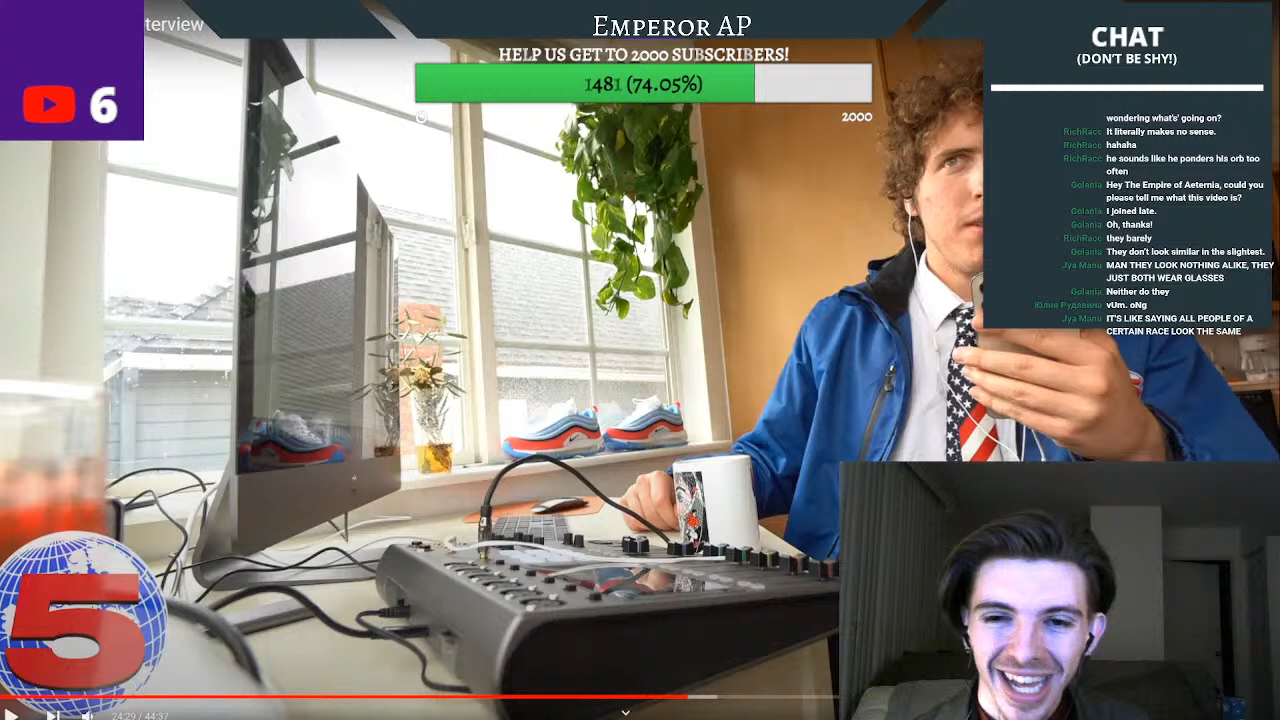 terview
EMPEROR AP
HELP US GET TO 2000 SUBSCRIBERS!
1481 (74.05%)
2000
6
CHAT
(DON'T BE SHY!)
wondering what's' going on?
RichRacc It literally makes no sense.
RichRacc hahaha
RichRacc he sounds like he ponders his orb too
often
Golania Hey The Empire of Aeternia, could you
please tell me what this video is?
Golania I joined late.
Golania Oh, thanks!
RichRacc they barely
Golania They don't look similar in the slightest.
Jya Manu MAN THEY LOOK NOTHING ALIKE, THEY
JUST BOTH WEAR GLASSES
Golania Neither do they
Юлия Рудавина vUm. oNg
Jya Manu IT'S LIKE SAYING ALL PEOPLE OF A
CERTAIN RACE LOOK THE SAME
5
24:29 / 44:37